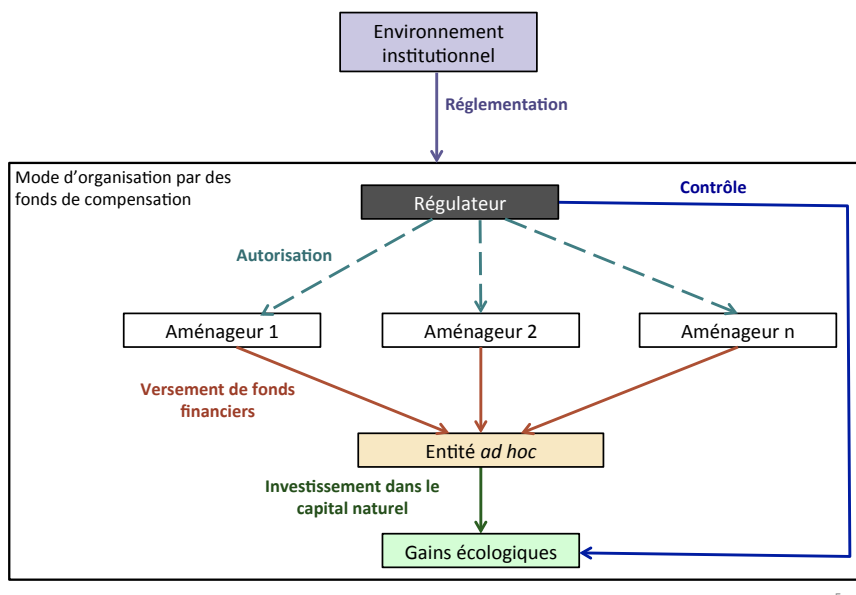 Environnement
institutionnel
Réglementation
Mode d'organisation par des
fonds de compensation
Contrôle
Régulateur
Autorisation
Aménageur 1
Aménageur 2
Aménageur n
Versement de fonds
financiers
Entité ad hoc
Investissement dans le
capital naturel
Gains écologiques